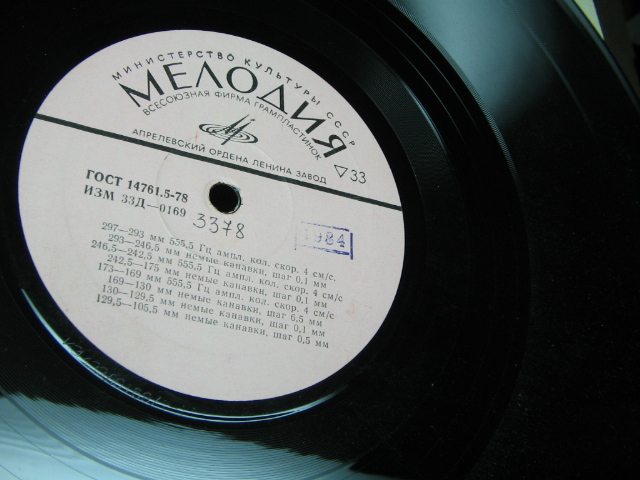 МИНИСТЕРСТВО КУЛЬТУРЫ СССР
МЕЛОДИЯ
ВСЕСОЮЗНАЯ ФИРМА ГРАМПЛАСТИНОК
АПРЕЛЕВСКИЙ ОРДЕНА ЛЕНИНА ЗАВОД
▽33
ГОСТ 14761.5-78
ИЗМ 33Д—0169
3378
1984
297—293 мм 555,5 Гц ампл. кол. скор. 4 см/с.
293—246,5 мм немые канавки, шаг 0,1 мм
246,5—242,5 мм 555,5 Гц ампл. кол. скор. 4 см/с.
242,5—175 мм немые канавки, шаг 0,1 мм
173—169 мм 555,5 Гц ампл. кол. скор. 4 см/с
169—130 мм немые канавки, шаг 6,5 мм
130—129,5 мм немые канавки, шаг 0,1 мм
129,5—105,5 мм немые канавки, шаг 0,5 мм